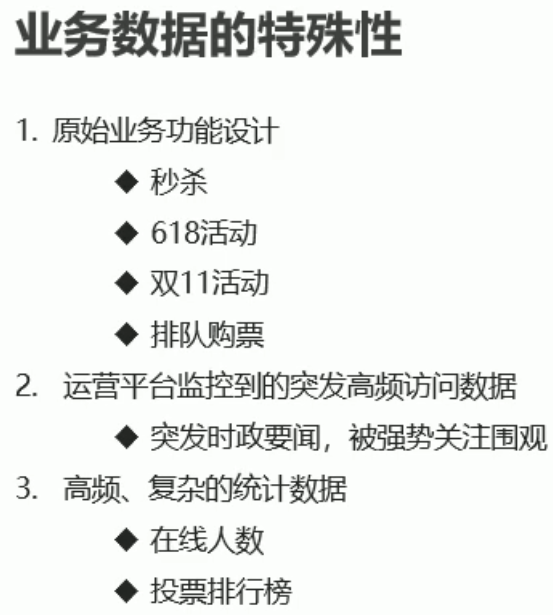 业务数据的特殊性
1. 原始业务功能设计
◆ 秒杀
◆ 618活动
◆ 双11活动
◆ 排队购票
2. 运营平台监控到的突发高频访问数据
◆ 突发时政要闻，被强势关注围观
3. 高频、复杂的统计数据
◆ 在线人数
◆ 投票排行榜